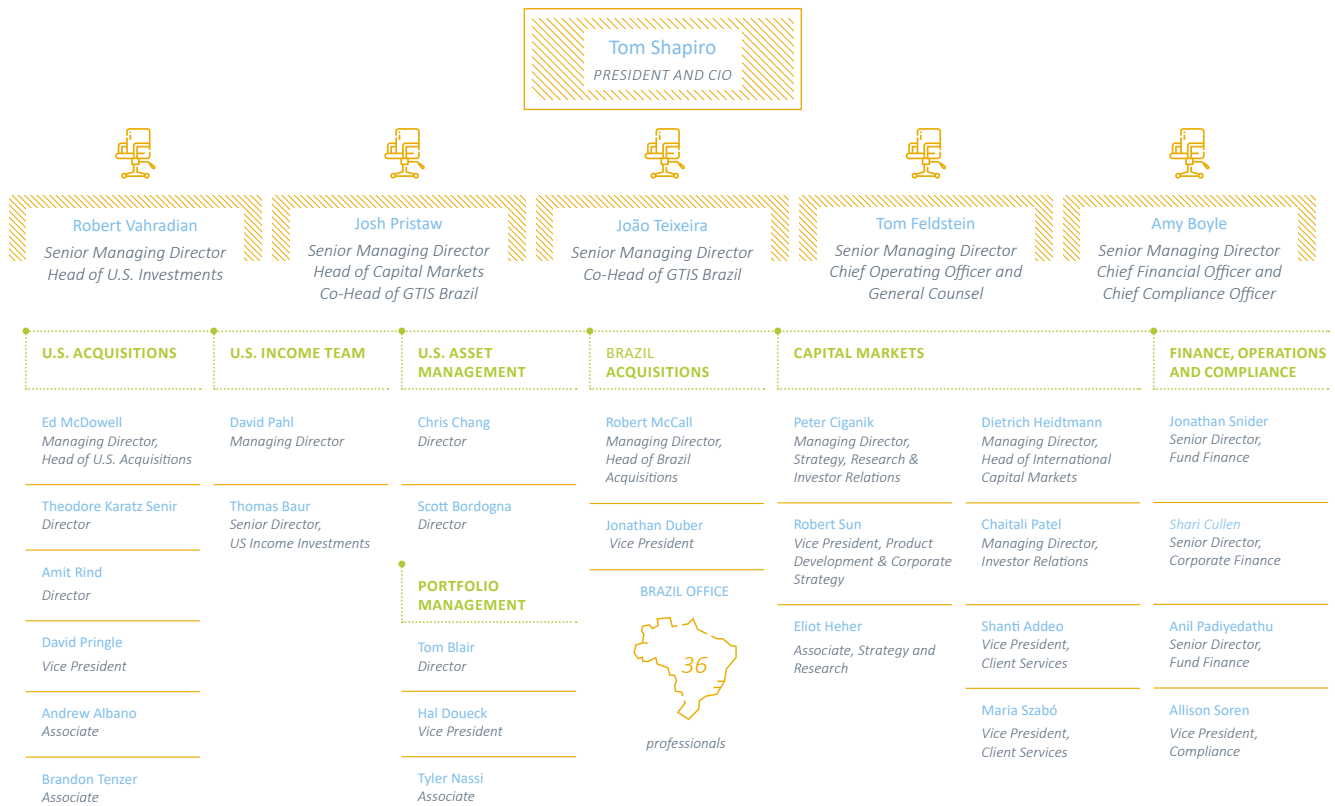 Tom Shapiro
PRESIDENT AND CIO
Robert Vahradian
Senior Managing Director
Head of U.S. Investments
Josh Pristaw
Senior Managing Director
Head of Capital Markets
Co-Head of GTIS Brazil
João Teixeira
Senior Managing Director
Co-Head of GTIS Brazil
Tom Feldstein
Senior Managing Director
Chief Operating Officer and
General Counsel
Amy Boyle
Senior Managing Director
Chief Financial Officer and
Chief Compliance Officer
U.S. ACQUISITIONS
Ed McDowell
Managing Director,
Head of U.S. Acquisitions
Theodore Karatz Senir
Director
Amit Rind
Director
David Pringle
Vice President
Andrew Albano
Associate
Brandon Tenzer
Associate
U.S. INCOME TEAM
David Pahl
Managing Director
Thomas Baur
Senior Director,
US Income Investments
U.S. ASSET
MANAGEMENT
Chris Chang
Director
Scott Bordogna
Director
PORTFOLIO
MANAGEMENT
Tom Blair
Director
Hal Doueck
Vice President
Tyler Nassi
Associate
BRAZIL
ACQUISITIONS
Robert McCall
Managing Director,
Head of Brazil
Acquisitions
Jonathan Duber
Vice President
BRAZIL OFFICE
36
professionals
CAPITAL MARKETS
Peter Ciganik
Managing Director,
Strategy, Research &
Investor Relations
Robert Sun
Vice President, Product
Development & Corporate
Strategy
Eliot Heher
Associate, Strategy and
Research
Dietrich Heidtmann
Managing Director,
Head of International
Capital Markets
Chaitali Patel
Managing Director,
Investor Relations
Shanti Addeo
Vice President,
Client Services
Maria Szabó
Vice President,
Client Services
FINANCE, OPERATIONS
AND COMPLIANCE
Jonathan Snider
Senior Director,
Fund Finance
Shari Cullen
Senior Director,
Corporate Finance
Anil Padiyedathu
Senior Director,
Fund Finance
Allison Soren
Vice President,
Compliance